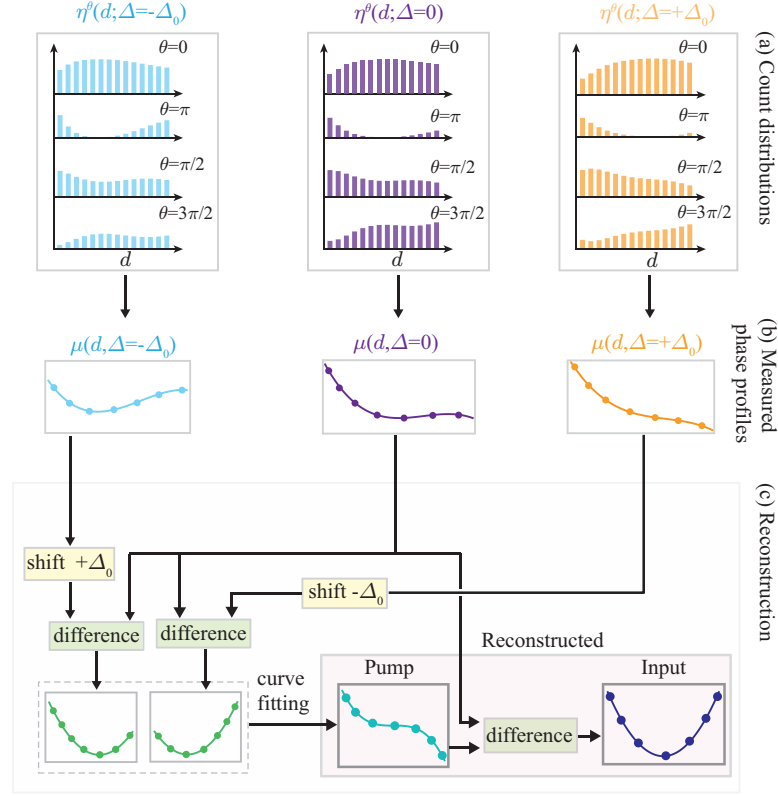 η^θ(d;Δ=-Δ₀)
η^θ(d;Δ=0)
η^θ(d;Δ=+Δ₀)
θ=0
θ=π
θ=π/2
θ=3π/2
d
θ=0
θ=π
θ=π/2
θ=3π/2
d
θ=0
θ=π
θ=π/2
θ=3π/2
d
(a) Count distributions
μ(d,Δ=-Δ₀)
μ(d,Δ=0)
μ(d,Δ=+Δ₀)
(b) Measured
phase profiles
(c) Reconstruction
shift +Δ₀
shift -Δ₀
difference
difference
curve
fitting
Reconstructed
Pump
Input
difference